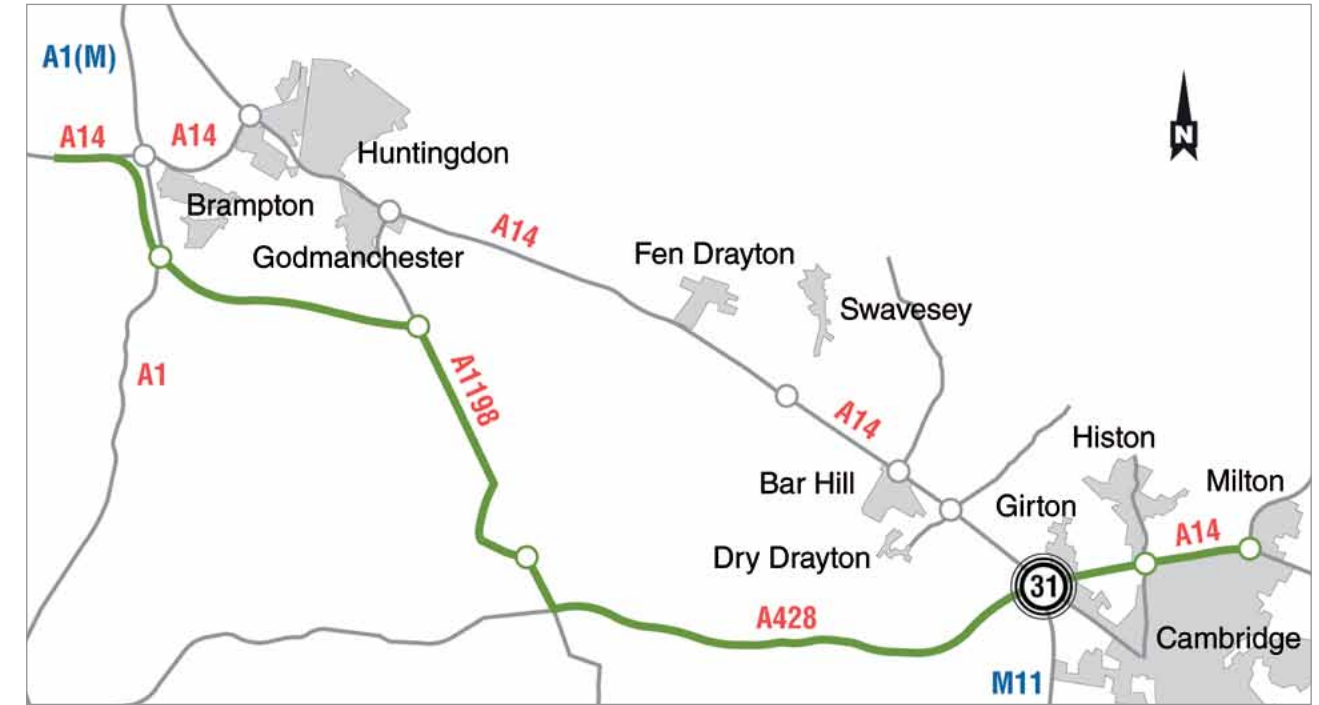 A1(M)
A14
A14
Huntingdon
N
Brampton
A14
Godmanchester
Fen Drayton
Swavesey
A1
A1198
A14
Bar Hill
Histon
Girton
Milton
Dry Drayton
A14
31
A428
Cambridge
M11